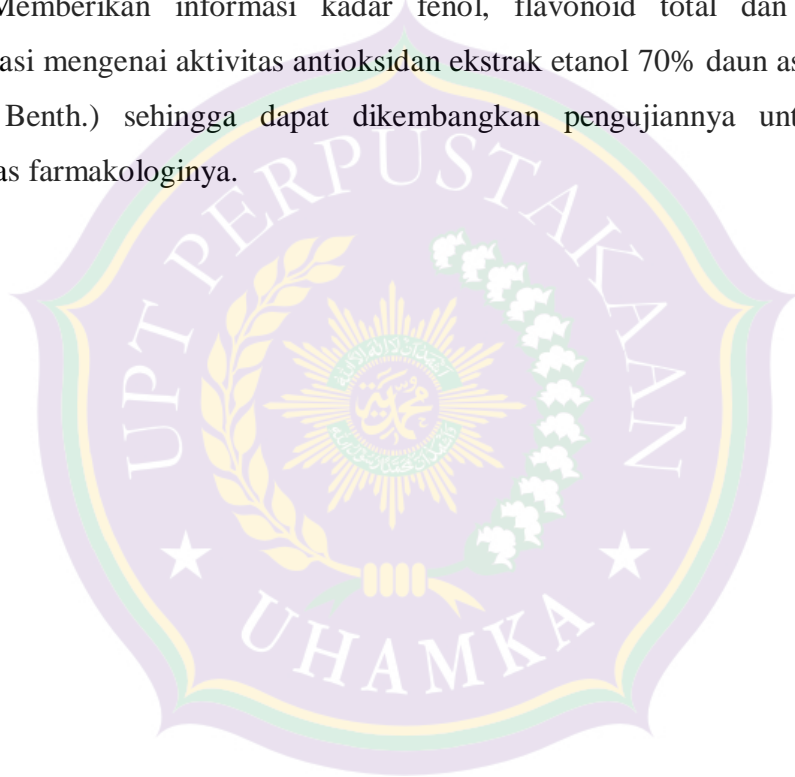 Memberikan informasi kadar fenol, flavonoid total dan
asi mengenai aktivitas antioksidan ekstrak etanol 70% daun as
Benth.) sehingga dapat dikembangkan pengujiannya unt
as farmakologinya.
UPT PERPUSTAKAAN
UHAMKA